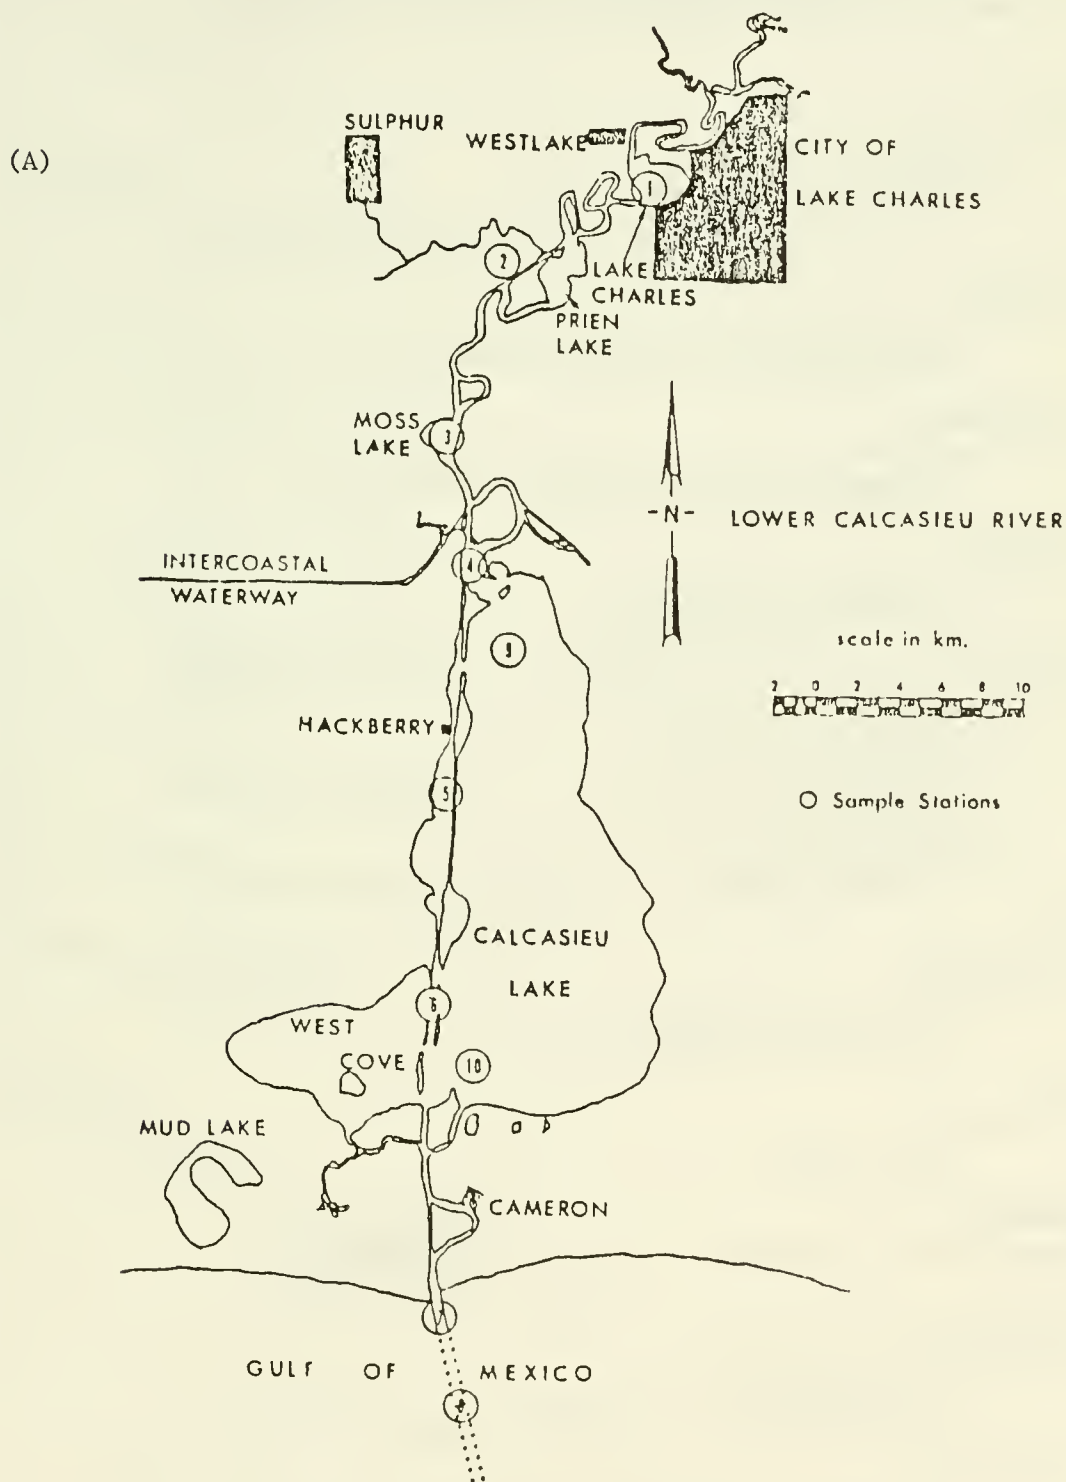 (A)
SULPHUR
WESTLAKE
CITY OF
LAKE CHARLES
1
2
LAKE
CHARLES
PRIEN
LAKE
MOSS
LAKE
3
-N-
LOWER CALCASIEU RIVER
INTERCOASTAL
WATERWAY
4
scale in km.
2 0 2 4 6 8 10
HACKBERRY
5
O Sample Stations
CALCASIEU
LAKE
6
WEST
COVE
10
MUD LAKE
CAMERON
GULF OF MEXICO